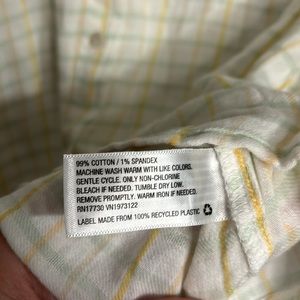 99% COTTON / 1% SPANDEX
MACHINE WASH WARM WITH LIKE COLORS.
GENTLE CYCLE. ONLY NON-CHLORINE
BLEACH IF NEEDED. TUMBLE DRY LOW.
REMOVE PROMPTLY. WARM IRON IF NEEDED.
RN17730 VN1973122
LABEL MADE FROM 100% RECYCLED PLASTIC